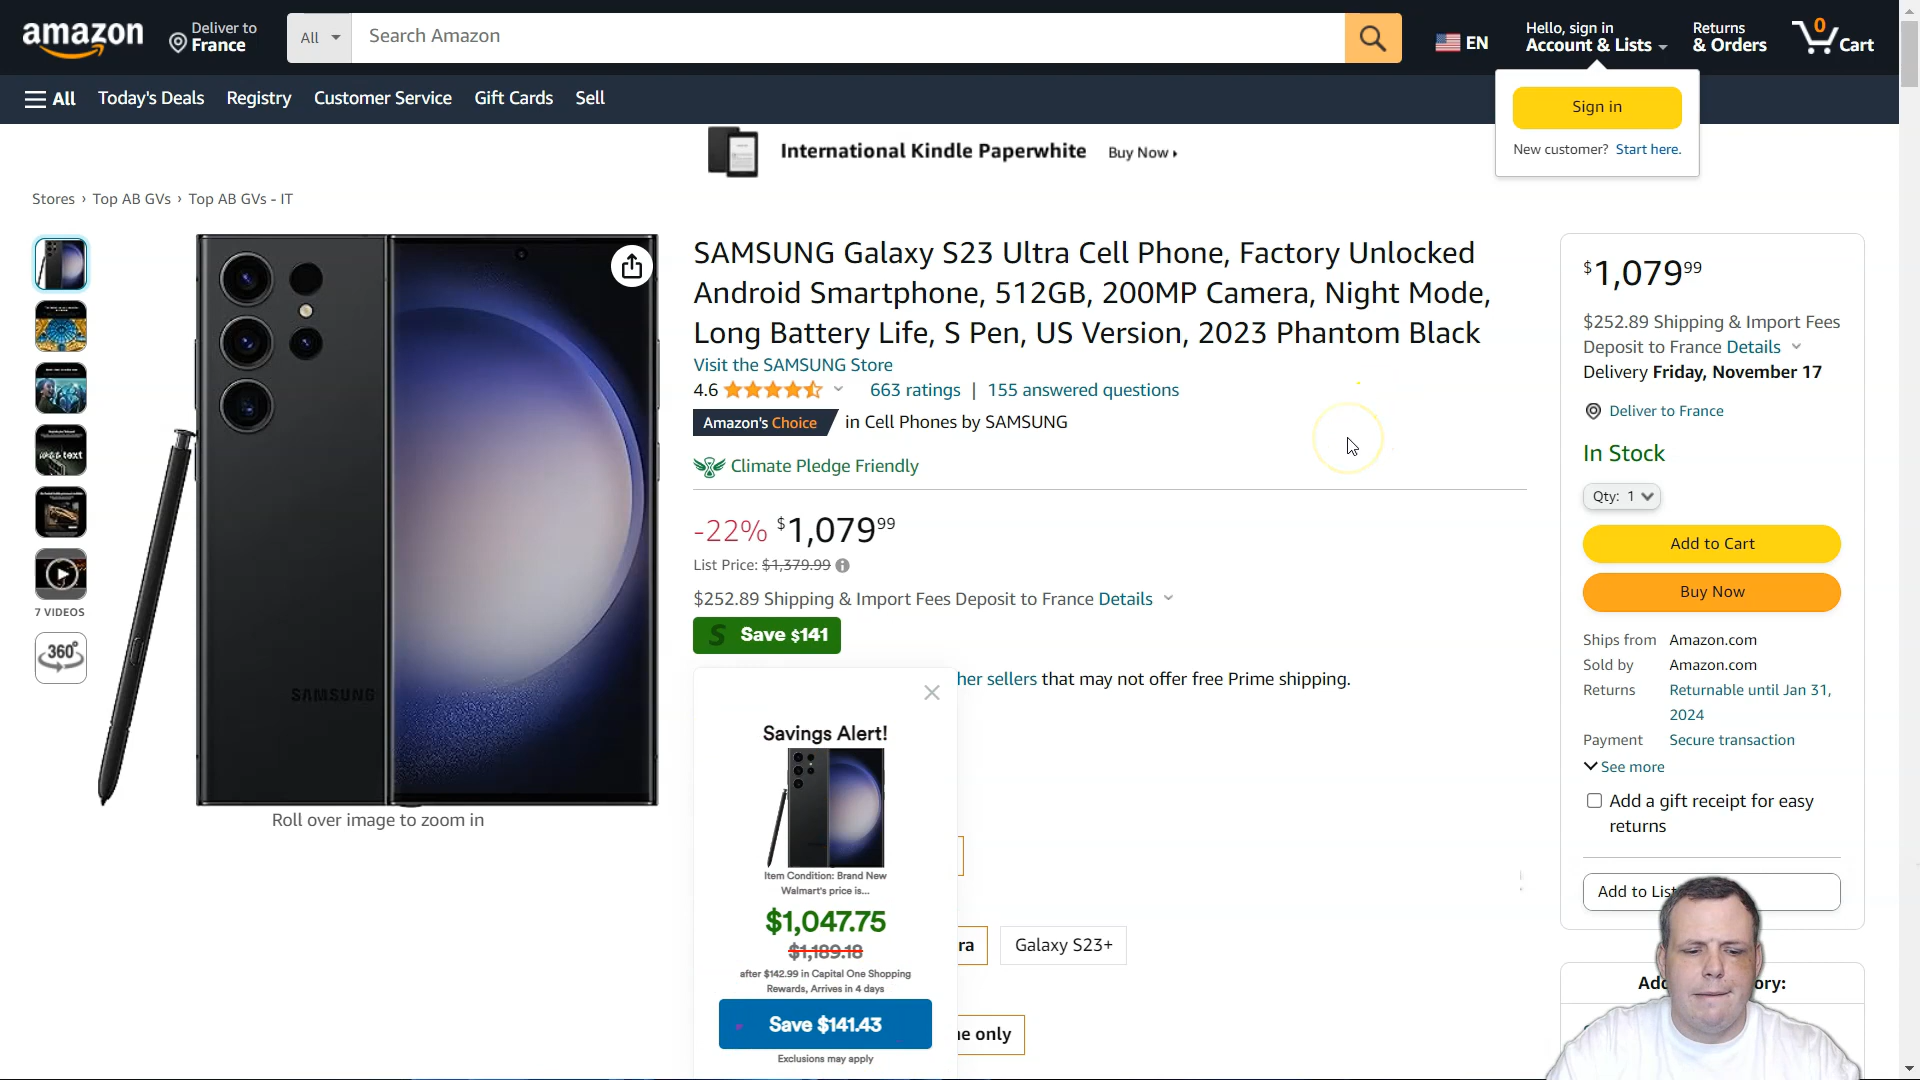 amazon
Deliver to
France
All
Search Amazon
EN
Hello, sign in
Account & Lists
Returns
& Orders
0
Cart
All
Today's Deals
Registry
Customer Service
Gift Cards
Sell
Sign in
New customer? Start here.
International Kindle Paperwhite
Buy Now
Stores › Top AB GVs › Top AB GVs - IT
SAMSUNG Galaxy S23 Ultra Cell Phone, Factory Unlocked
Android Smartphone, 512GB, 200MP Camera, Night Mode,
Long Battery Life, S Pen, US Version, 2023 Phantom Black
Visit the SAMSUNG Store
4.6
663 ratings | 155 answered questions
Amazon's Choice in Cell Phones by SAMSUNG
Climate Pledge Friendly
-22% $1,079 99
List Price: $1,379.99
$252.89 Shipping & Import Fees Deposit to France Details
S Save $141
her sellers that may not offer free Prime shipping.
Savings Alert!
Item Condition: Brand New
Walmart's price is...
$1,047.75
$1,189.18
after $142.99 in Capital One Shopping
Rewards, Arrives in 4 days
Save $141.43
Exclusions may apply
ra
Galaxy S23+
ne only
7 VIDEOS
360°
SAMSUNG
Roll over image to zoom in
$1,079 99
$252.89 Shipping & Import Fees
Deposit to France Details
Delivery Friday, November 17
Deliver to France
In Stock
Qty: 1
Add to Cart
Buy Now
Ships from Amazon.com
Sold by Amazon.com
Returns Returnable until Jan 31,
2024
Payment Secure transaction
See more
Add a gift receipt for easy
returns
Add to List
Ad
ory: